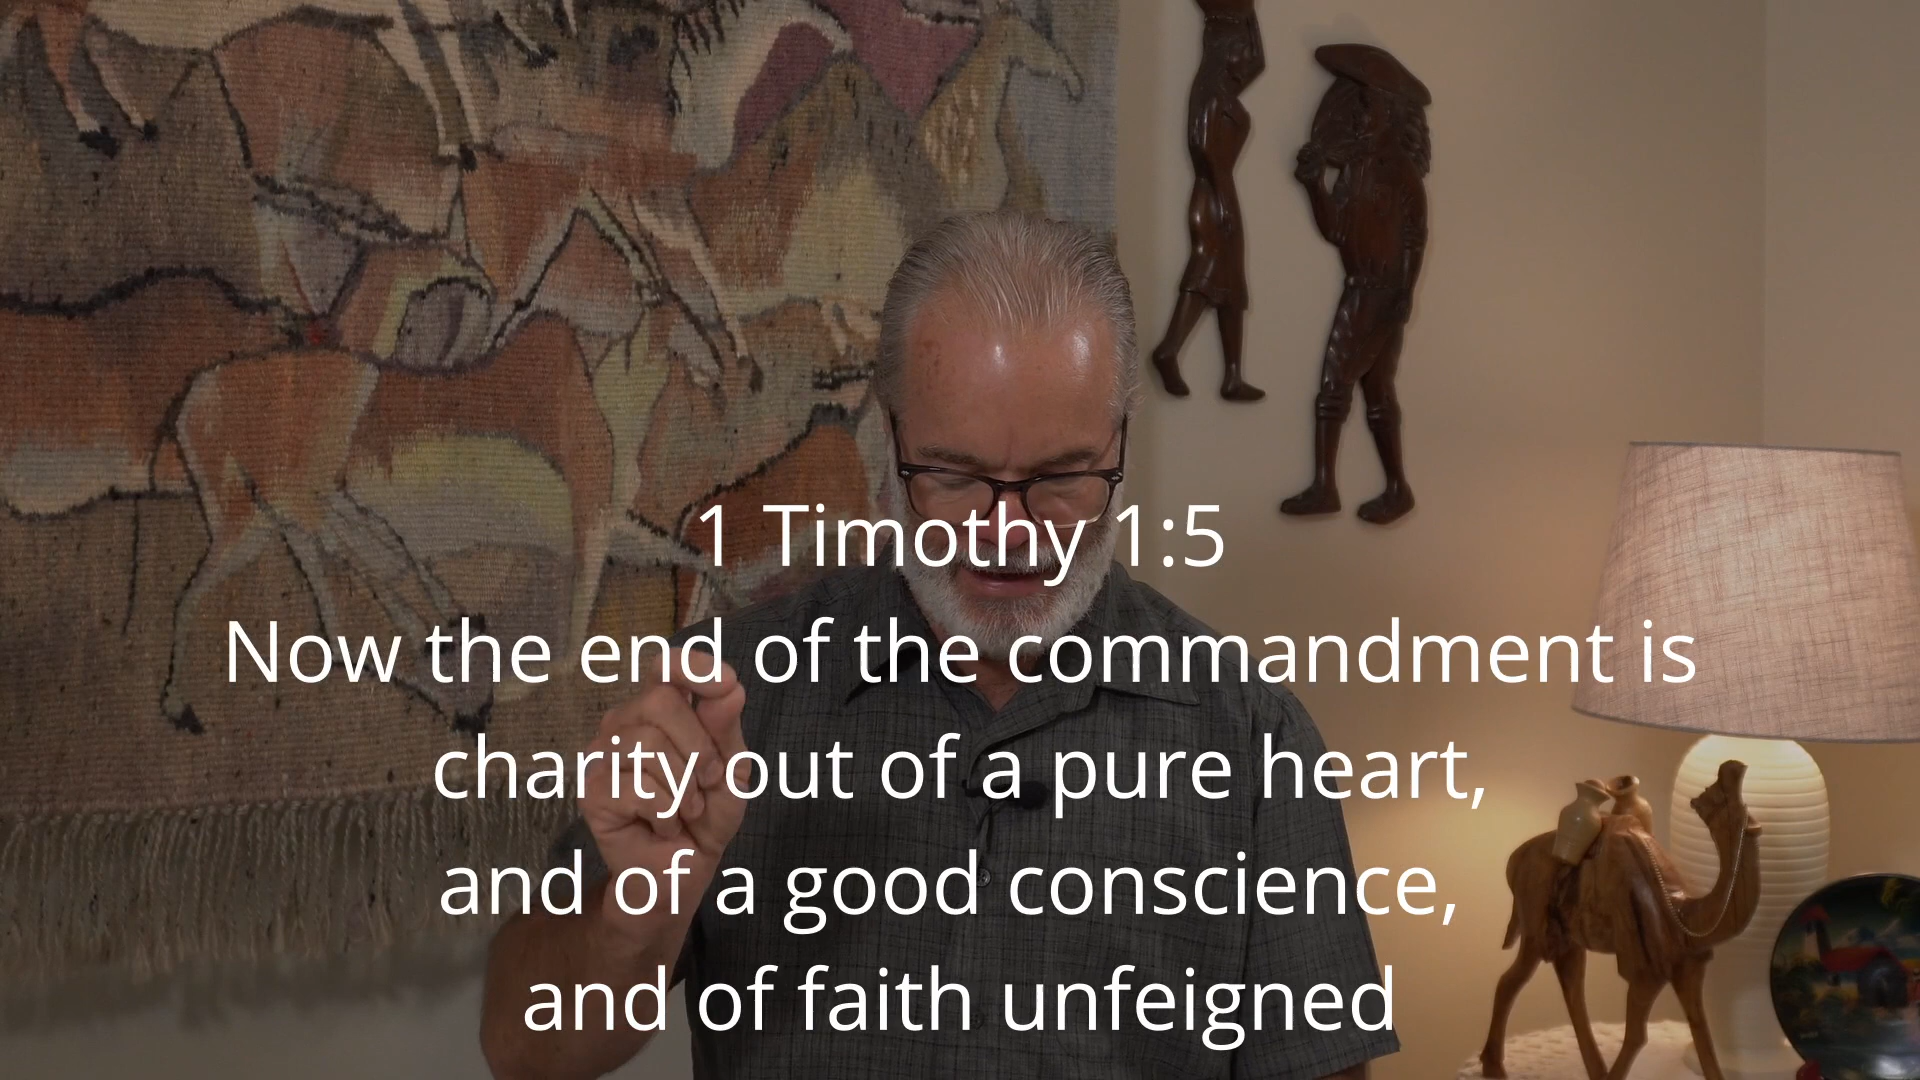 1 Timothy 1:5
Now the end of the commandment is
charity out of a pure heart,
and of a good conscience,
and of faith unfeigned